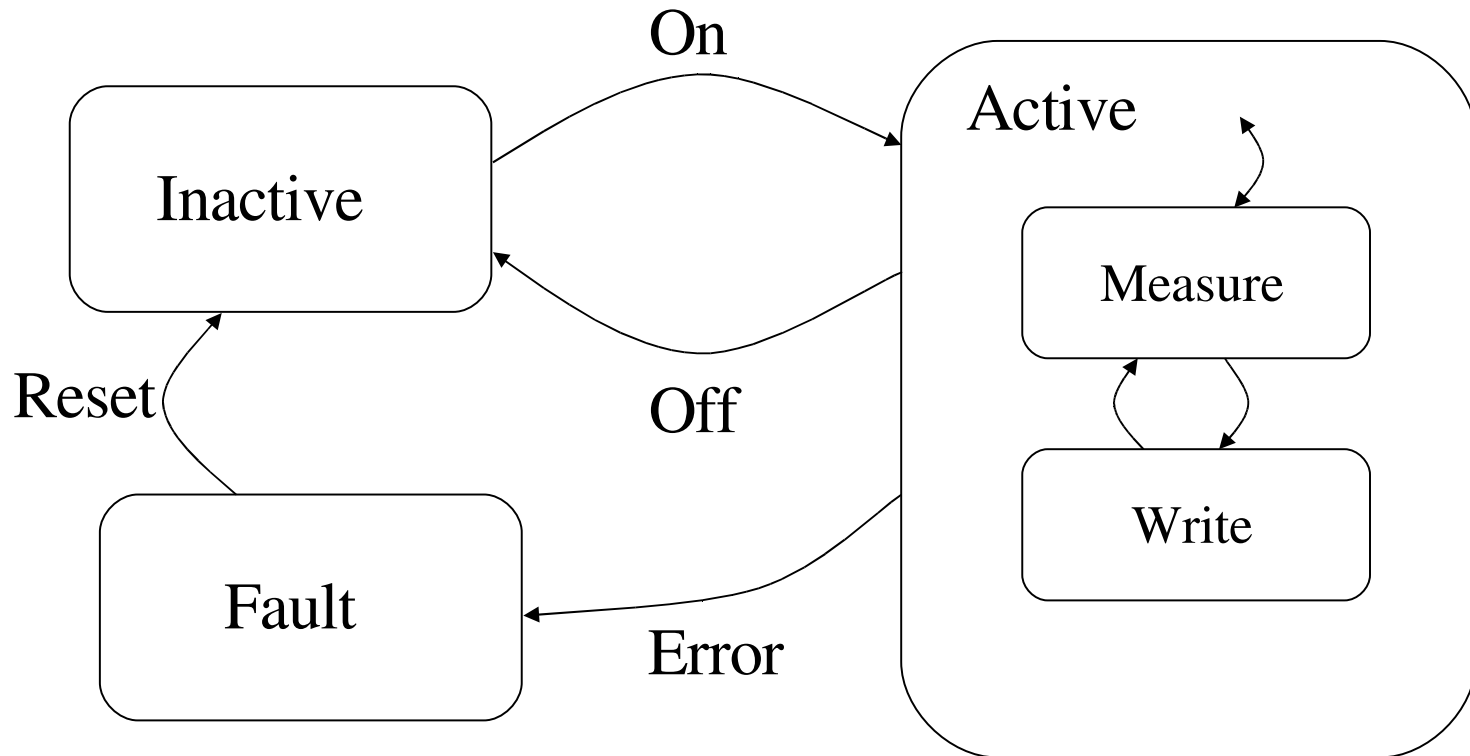 On
Active
Inactive
Measure
Reset
Off
Write
Fault
Error